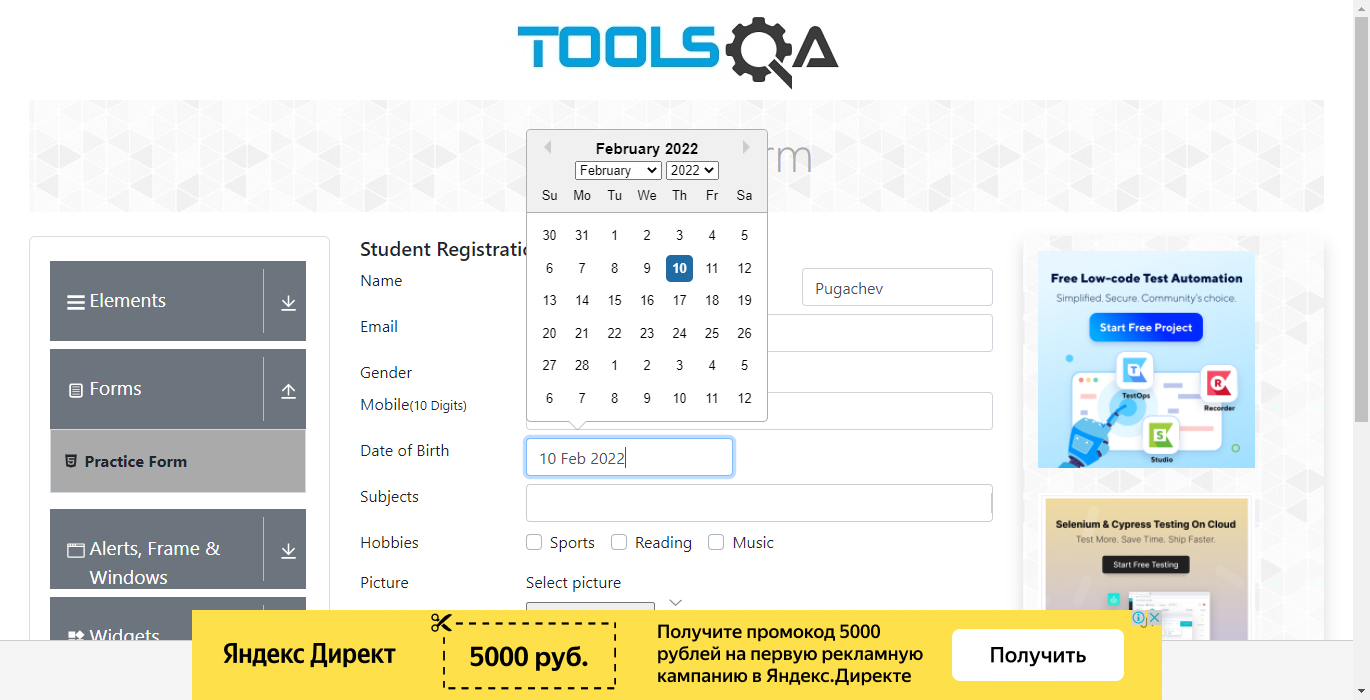 TOOLSQA
rm
February 2022
February 2022
Su Mo Tu We Th Fr Sa
30 31 1 2 3 4 5
6 7 8 9 10 11 12
13 14 15 16 17 18 19
20 21 22 23 24 25 26
27 28 1 2 3 4 5
6 7 8 9 10 11 12
Elements
Forms
Practice Form
Alerts, Frame &
Windows
Widgets
Student Registratio
Name
Pugachev
Email
Gender
Mobile(10 Digits)
Date of Birth
10 Feb 2022
Subjects
Hobbies
Sports Reading Music
Picture
Select picture
Free Low-code Test Automation
Simplified. Secure. Community's choice.
Start Free Project
T
TestOps
R
Recorder
S
Studio
Selenium & Cypress Testing On Cloud
Test More. Save Time. Ship Faster.
Start Free Testing
Яндекс Директ
5000 руб.
Получите промокод 5000
рублей на первую рекламную
кампанию в Яндекс.Директе
Получить